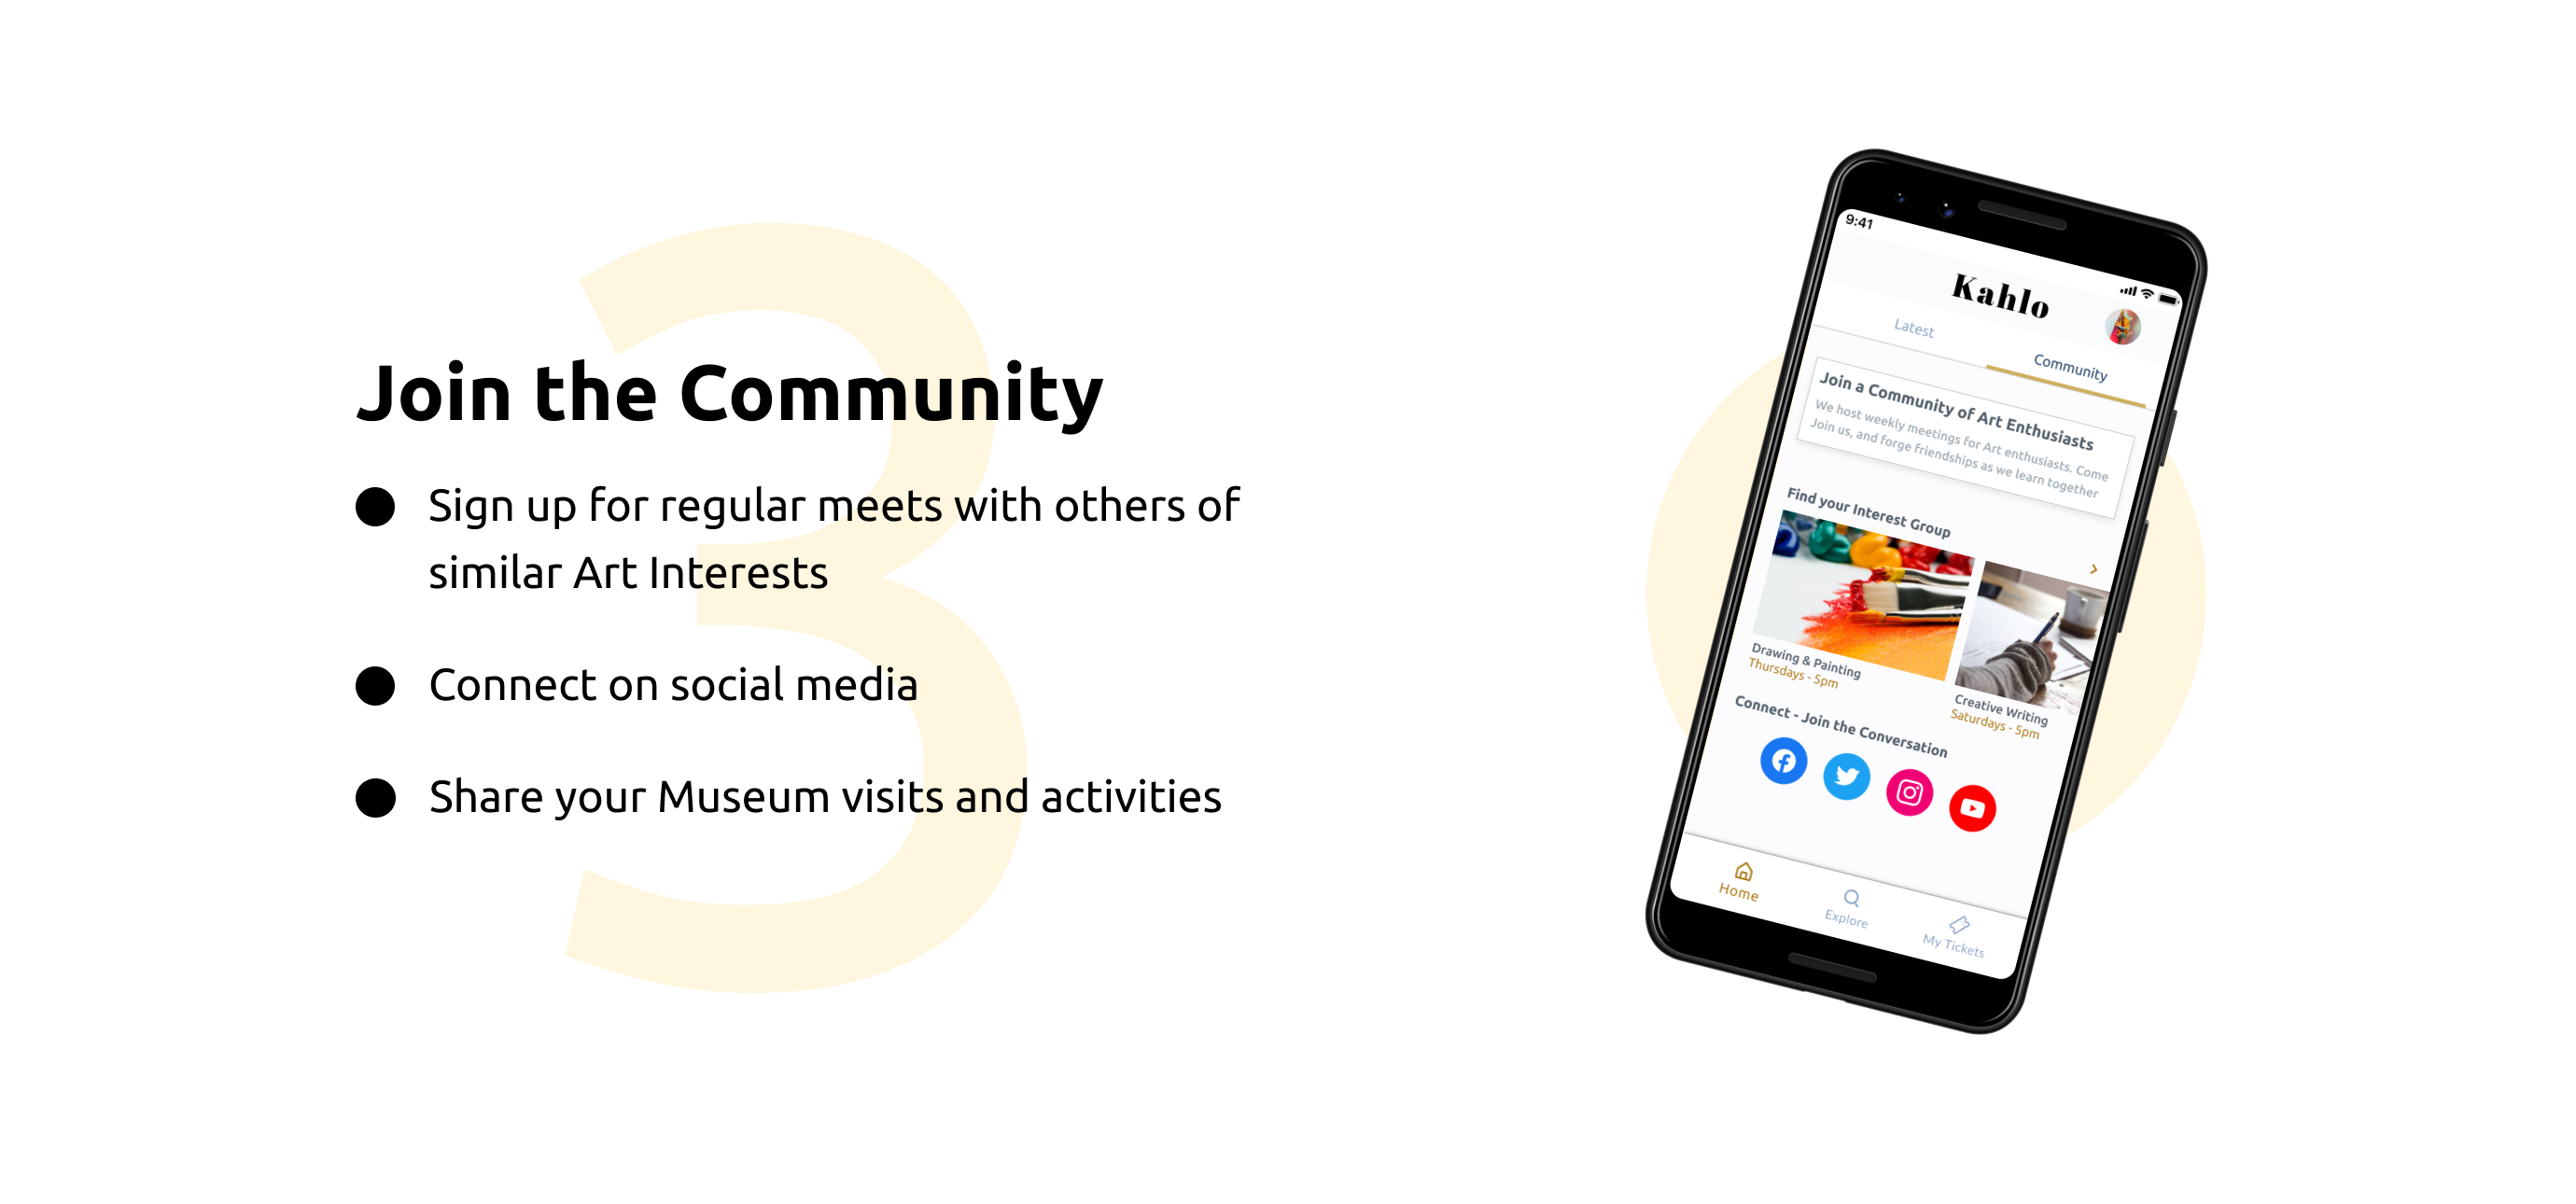 3
Join the Community
Sign up for regular meets with others of
similar Art Interests
Connect on social media
Share your Museum visits and activities
9:41
Kahlo
Latest
Community
Join a Community of Art Enthusiasts
We host weekly meetings for Art enthusiasts. Come
Join us, and forge friendships as we learn together
Find your Interest Group
Drawing & Painting
Thursdays - 5pm
Creative Writing
Saturdays - 5pm
Connect - Join the Conversation
Home
Explore
My Tickets